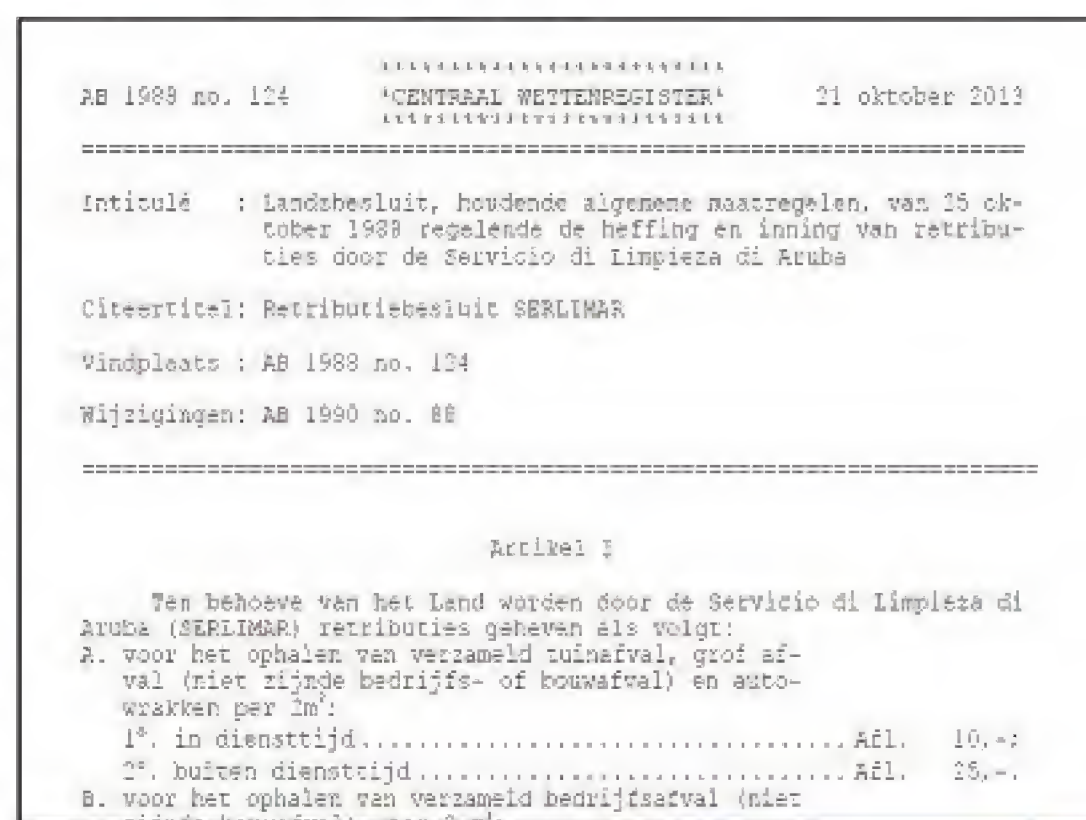 AB 1988 no. 124 *CENTRAAL WETTENREGISTER* 21 oktober 2013
Intitulé : Landsbesluit, houdende algemene maatregelen, van 25 ok-
tober 1988 regelende de heffing en inning van retribu-
ties door de Servicio di Limpieza di Aruba
Citeertitel: Retributiebesluit SERLIMAR
Vindplaats : AB 1988 no. 124
Wijzigingen: AB 1990 no. 88
Artikel 1
Ten behoeve van het Land worden door de Servicio di Limpieza di
Aruba (SERLIMAR) retributies geheven als volgt:
A. voor het ophalen van verzameld tuinafval, grof af-
val (niet zijnde bedrijfs- of bouwafval) en auto-
wrakken per 2m³:
1°. in diensttijd.................................. Afl. 10,-;
2°. buiten diensttijd.............................. Afl. 25,-.
B. voor het ophalen van verzameld bedrijfsafval (niet